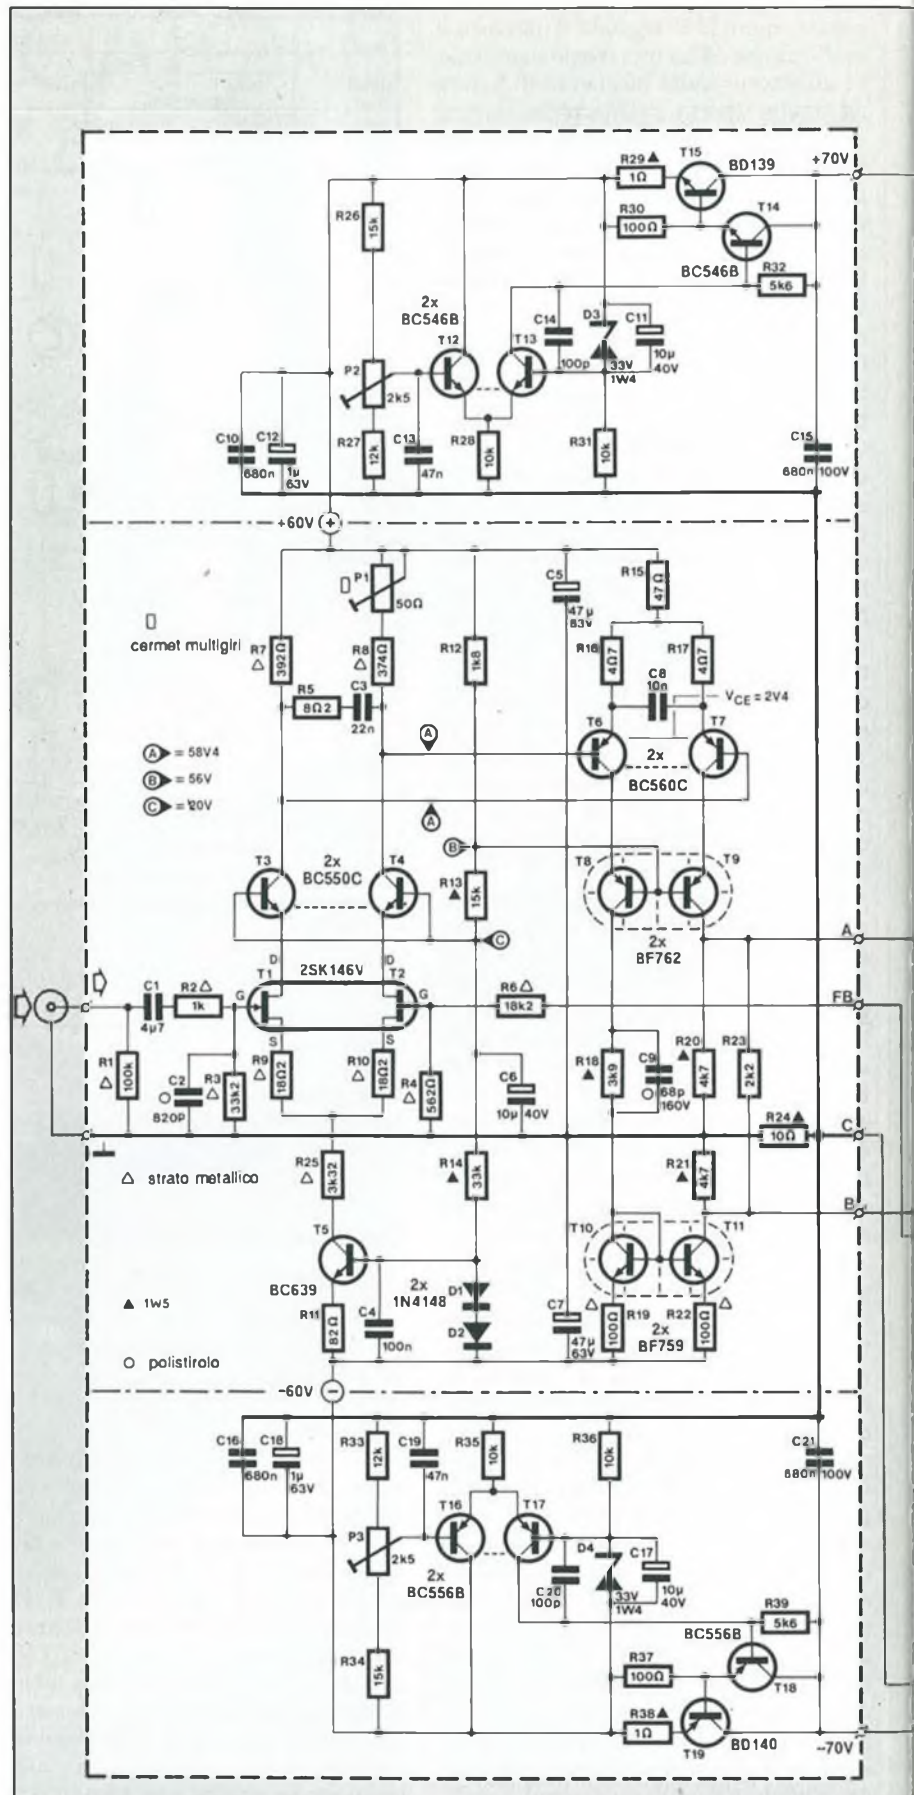 R29▲ 1Ω
T15
BD139
+70V
R30
100Ω
T14
BC546B
R32
5k6
R26
15k
2x
BC546B
T12
T13
C14
100p
D3
33V
1W4
C11
10µ
40V
P2
2k5
C10
680n
C12
1µ
63V
R27
12k
C13
47n
R28
10k
R31
10k
C15
680n 100V
+60V
+
P1
50Ω
cermet multigiri
R7
△
392Ω
R8
△
374Ω
R5
8Ω2
C3
22n
R12
1k8
C5
47µ
63V
R15
47Ω
R16
4Ω7
R17
4Ω7
C8
10n
VCE = 2V4
T6
T7
2x
BC560C
A = 58V4
B = 56V
C = 20V
A
A
B
C
T3
2x
BC550C
T4
R13
▲
15k
T8
T9
2x
BF762
A
D
D
T1
2SK146V
T2
G
G
S
S
C1
4µ7
R2△
1k
R6△
18k2
FB
R1
△
100k
C2
820P
R3
△
33k2
R9
△
18Ω2
R10
△
18Ω2
R4
△
562Ω
C6
10µ 40V
R18
▲
3k9
C9
68p
160V
R20
▲
4k7
R23
2k2
R24▲
10Ω
C
△ strato metallico
R25
△
3k32
R14
▲
33k
R21
▲
4k7
B
T5
BC639
T10
T11
▲ 1W5
R11
82Ω
C4
100n
2x
1N4148
D1
D2
C7
47µ
63V
△
R19
100Ω
R22
△
100Ω
2x
BF759
○ polistirolo
-60V
−
C16
680n
C18
1µ
63V
R33
12k
C19
47n
R35
10k
R36
10k
C21
680n 100V
T16
T17
P3
2k5
2x
BC556B
C20
100p
D4
33V
1W4
C17
10µ
40V
R39
5k6
BC556B
R34
15k
R37
100Ω
T18
R38▲
1Ω
T19
BD140
–70V